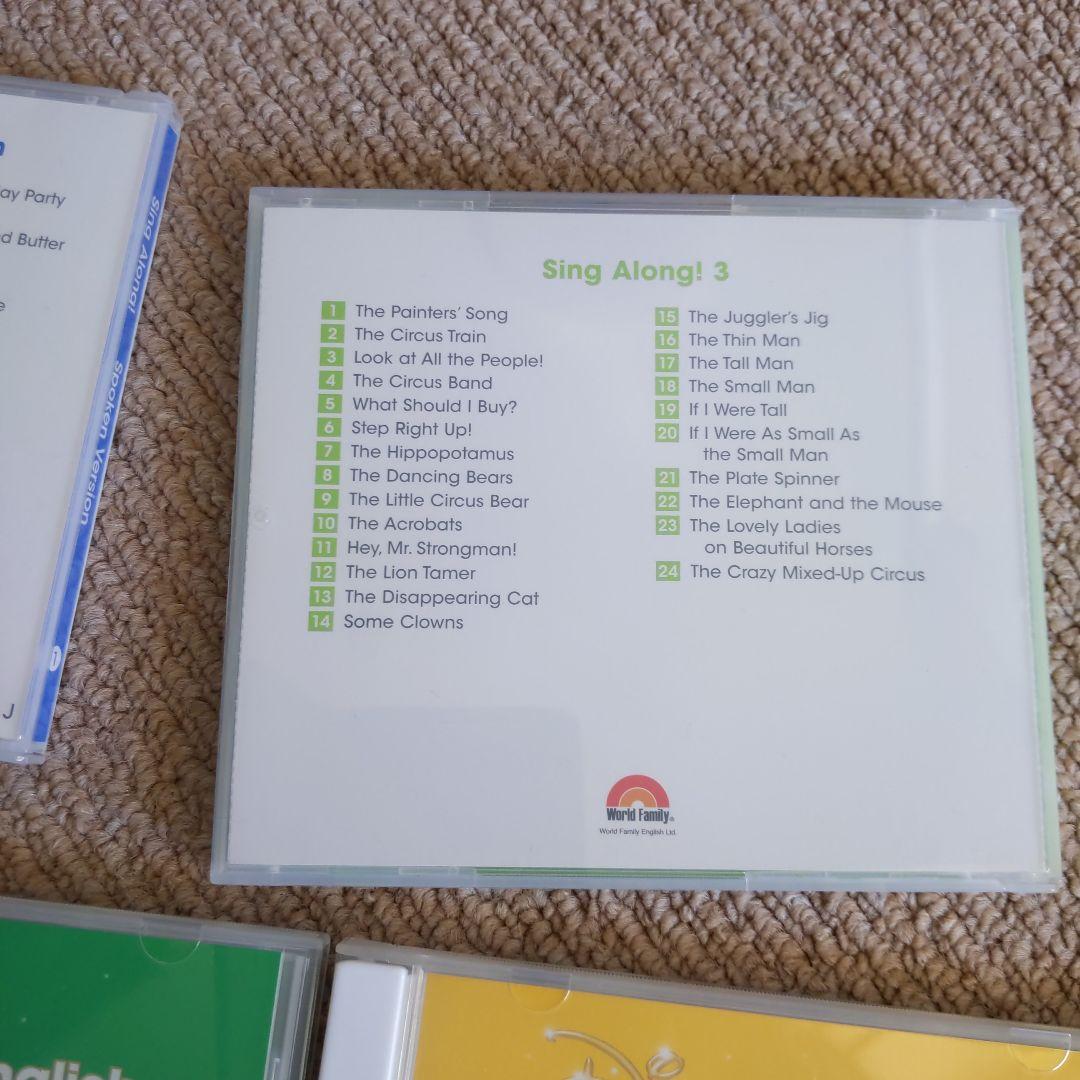 Party
Butter
Sing Along!
Spoken Version
1
J
Sing Along! 3
1 The Painters' Song
2 The Circus Train
3 Look at All the People!
4 The Circus Band
5 What Should I Buy?
6 Step Right Up!
7 The Hippopotamus
8 The Dancing Bears
9 The Little Circus Bear
10 The Acrobats
11 Hey, Mr. Strongman!
12 The Lion Tamer
13 The Disappearing Cat
14 Some Clowns
15 The Juggler's Jig
16 The Thin Man
17 The Tall Man
18 The Small Man
19 If I Were Tall
20 If I Were As Small As
the Small Man
21 The Plate Spinner
22 The Elephant and the Mouse
23 The Lovely Ladies
on Beautiful Horses
24 The Crazy Mixed-Up Circus
World Family®
World Family English Ltd.